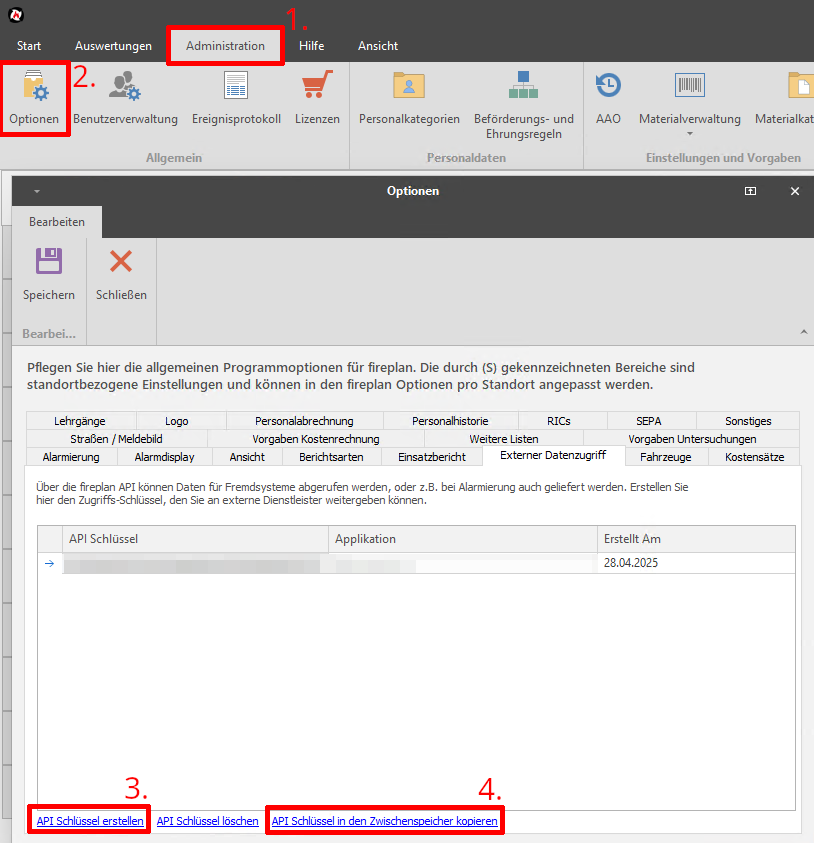 1.
Start Auswertungen Administration Hilfe Ansicht
2.
Optionen Benutzerverwaltung Ereignisprotokoll Lizenzen Personalkategorien Beförderungs- und AAO Materialverwaltung Materialkat
Ehrungsregeln
Allgemein Personaldaten Einstellungen und Vorgaben
Optionen
Bearbeiten
Speichern Schließen
Bearbei...
Pflegen Sie hier die allgemeinen Programmoptionen für fireplan. Die durch (S) gekennzeichneten Bereiche sind
standortbezogene Einstellungen und können in den fireplan Optionen pro Standort angepasst werden.
Lehrgänge Logo Personalabrechnung Personalhistorie RICs SEPA Sonstiges
Straßen / Meldebild Vorgaben Kostenrechnung Weitere Listen Vorgaben Untersuchungen
Alarmierung Alarmdisplay Ansicht Berichtsarten Einsatzbericht Externer Datenzugriff Fahrzeuge Kostensätze
Über die fireplan API können Daten für Fremdsysteme abgerufen werden, oder z.B. bei Alarmierung auch geliefert werden. Erstellen Sie
hier den Zugriffs-Schlüssel, den Sie an externe Dienstleister weitergeben können.
API Schlüssel Applikation Erstellt Am
28.04.2025
3. 4.
API Schlüssel erstellen API Schlüssel löschen API Schlüssel in den Zwischenspeicher kopieren